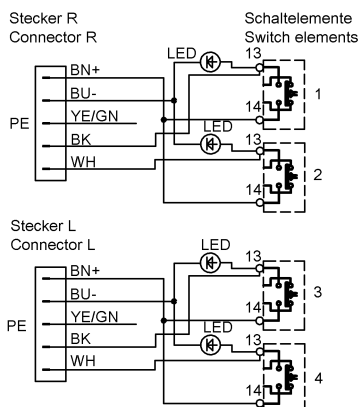 Stecker R
Connector R
Schaltelemente
Switch elements
LED
13
BN+
BU-
YE/GN
PE
BK
WH
14
1
LED
13
14
2
Stecker L
Connector L
LED
13
BN+
BU-
YE/GN
PE
BK
WH
14
3
LED
13
14
4